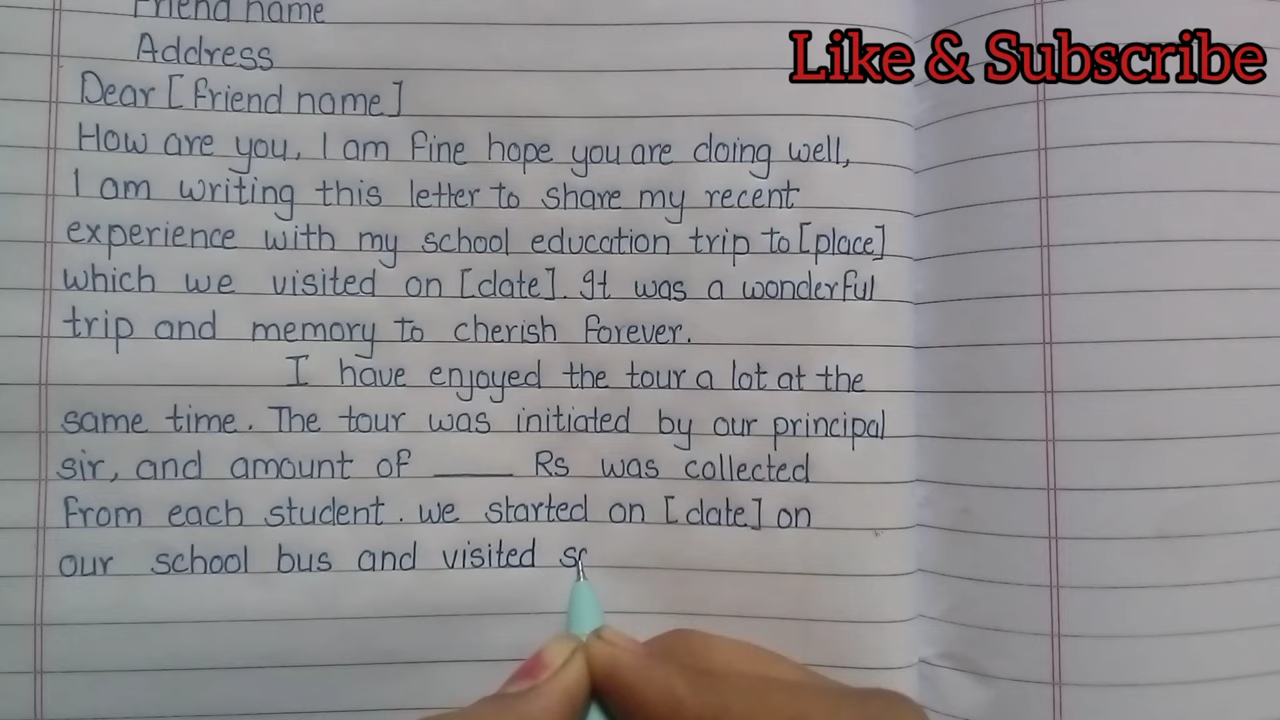 Friend name
Like & Subscribe
Address
Dear [friend name]
How are you, I am fine hope you are doing well,
I am writing this letter to share my recent
experience with my school education trip to [place]
which we visited on [date]. It was a wonderful
trip and memory to cherish forever.
I have enjoyed the tour a lot at the
same time. The tour was initiated by our principal
sir, and amount of ____ Rs was collected
from each student. we started on [date] on
our school bus and visited